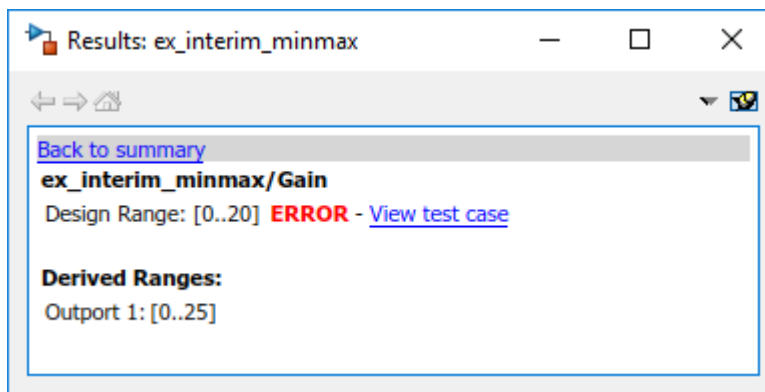 Results: ex_interim_minmax
Back to summary
ex_interim_minmax/Gain
Design Range: [0..20] ERROR - View test case
Derived Ranges:
Outport 1: [0..25]